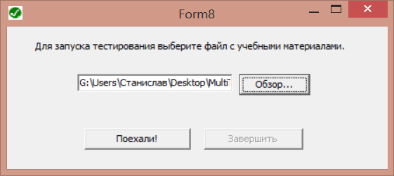 Form8
Для запуска тестирования выберите файл с учебными материалами.
G:\Users\Станислав\Desktop\Multi Обзор...
Поехали! Завершить